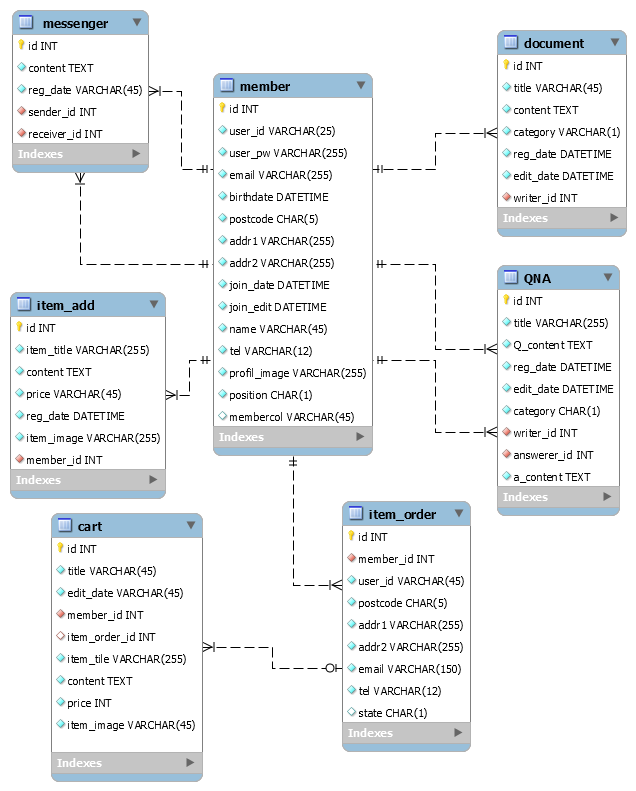 messenger
id INT
content TEXT
reg_date VARCHAR(45)
sender_id INT
receiver_id INT
Indexes
member
id INT
user_id VARCHAR(25)
user_pw VARCHAR(255)
email VARCHAR(255)
birthdate DATETIME
postcode CHAR(5)
addr1 VARCHAR(255)
addr2 VARCHAR(255)
join_date DATETIME
join_edit DATETIME
name VARCHAR(45)
tel VARCHAR(12)
profil_image VARCHAR(255)
position CHAR(1)
membercol VARCHAR(45)
Indexes
document
id INT
title VARCHAR(45)
content TEXT
category VARCHAR(1)
reg_date DATETIME
edit_date DATETIME
writer_id INT
Indexes
QNA
id INT
title VARCHAR(255)
Q_content TEXT
reg_date DATETIME
edit_date DATETIME
category CHAR(1)
writer_id INT
answerer_id INT
a_content TEXT
Indexes
item_add
id INT
item_title VARCHAR(255)
content TEXT
price VARCHAR(45)
reg_date DATETIME
item_image VARCHAR(255)
member_id INT
Indexes
cart
id INT
title VARCHAR(45)
edit_date VARCHAR(45)
member_id INT
item_order_id INT
item_tile VARCHAR(255)
content TEXT
price INT
item_image VARCHAR(45)
Indexes
item_order
id INT
member_id INT
user_id VARCHAR(45)
postcode CHAR(5)
addr1 VARCHAR(255)
addr2 VARCHAR(255)
email VARCHAR(150)
tel VARCHAR(12)
state CHAR(1)
Indexes